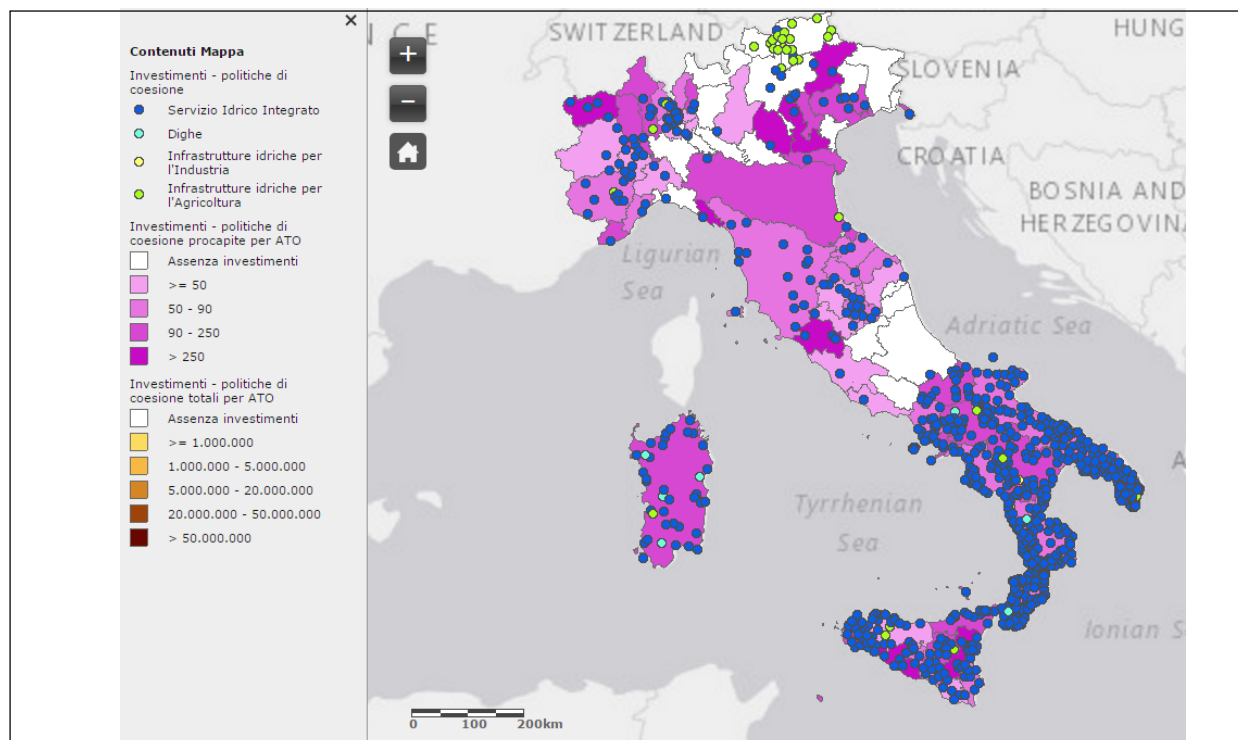 ×
Contenuti Mappa
Investimenti - politiche di
coesione
Servizio Idrico Integrato
Dighe
Infrastrutture idriche per
l'Industria
Infrastrutture idriche per
l'Agricoltura
Investimenti - politiche di
coesione procapite per ATO
Assenza investimenti
>= 50
50 - 90
90 - 250
> 250
Investimenti - politiche di
coesione totali per ATO
Assenza investimenti
>= 1.000.000
1.000.000 - 5.000.000
5.000.000 - 20.000.000
20.000.000 - 50.000.000
> 50.000.000
+
−
N C E
SWITZERLAND
HUNG
SLOVENIA
CROATIA
BOSNIA AND
HERZEGOVIN
Ligurian
Sea
Adriatic Sea
A
Tyrrhenian
Sea
Ionian S
0 100 200km